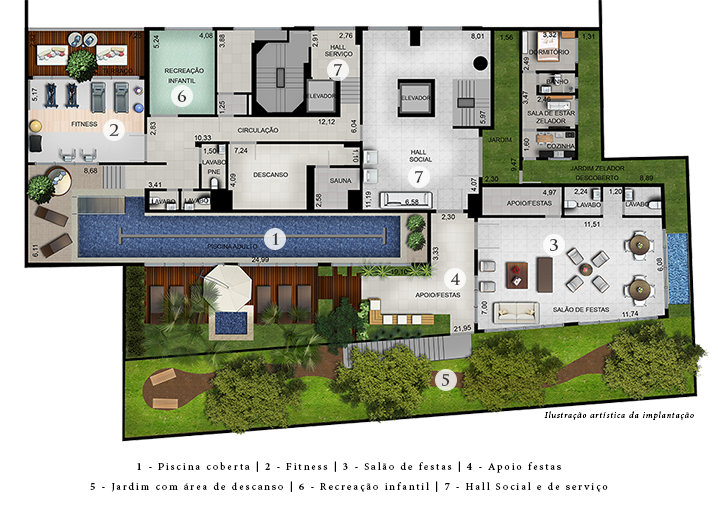 5,24
4,08
3,88
2,91
2,76
HALL
SERVIÇO
7
8,01
1,56
3,32
1,31
DORMITÓRIO
2,49
RECREAÇÃO
INFANTIL
6
ELEVADOR
ELEVADOR
BANHO
5,17
1,25
3,47
2,46
5,97
SALA DE ESTAR
ZELADOR
FITNESS
2
2,83
CIRCULAÇÃO
12,12
6,04
10,33
JARDIM
1,60
COZINHA
1,50
7,24
1,10
HALL
SOCIAL
LAVABO
PNE
9,47
JARDIM ZELADOR
DESCOBERTO
8,68
4,09
DESCANSO
SAUNA
7
2,30
8,89
3,41
4,07
4,97
2,24
1,20
LAVABO
LAVABO
2,58
11,19
6,58
APOIO/FESTAS
LAVABO
LAVABO
2,30
11,51
6,11
PISCINA ADULTO
1
3,33
3
6,08
24,99
19,10
4
APOIO/FESTAS
7,00
SALÃO DE FESTAS
11,74
21,95
5
Ilustração artística da implantação
1 - Piscina coberta | 2 - Fitness | 3 - Salão de festas | 4 - Apoio festas
5 - Jardim com área de descanso | 6 - Recreação infantil | 7 - Hall Social e de serviço